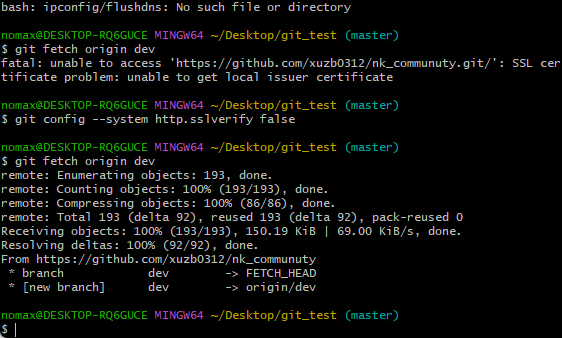 bash: ipconfig/flushdns: No such file or directory
nomax@DESKTOP-RQ6GUCE MINGW64 ~/Desktop/git_test (master)
$ git fetch origin dev
fatal: unable to access 'https://github.com/xuzb0312/nk_communuty.git/': SSL cer
tificate problem: unable to get local issuer certificate
nomax@DESKTOP-RQ6GUCE MINGW64 ~/Desktop/git_test (master)
$ git config --system http.sslverify false
nomax@DESKTOP-RQ6GUCE MINGW64 ~/Desktop/git_test (master)
$ git fetch origin dev
remote: Enumerating objects: 193, done.
remote: Counting objects: 100% (193/193), done.
remote: Compressing objects: 100% (86/86), done.
remote: Total 193 (delta 92), reused 193 (delta 92), pack-reused 0
Receiving objects: 100% (193/193), 150.19 KiB | 69.00 KiB/s, done.
Resolving deltas: 100% (92/92), done.
From https://github.com/xuzb0312/nk_communuty
 * branch            dev        -> FETCH_HEAD
 * [new branch]      dev        -> origin/dev
nomax@DESKTOP-RQ6GUCE MINGW64 ~/Desktop/git_test (master)
$